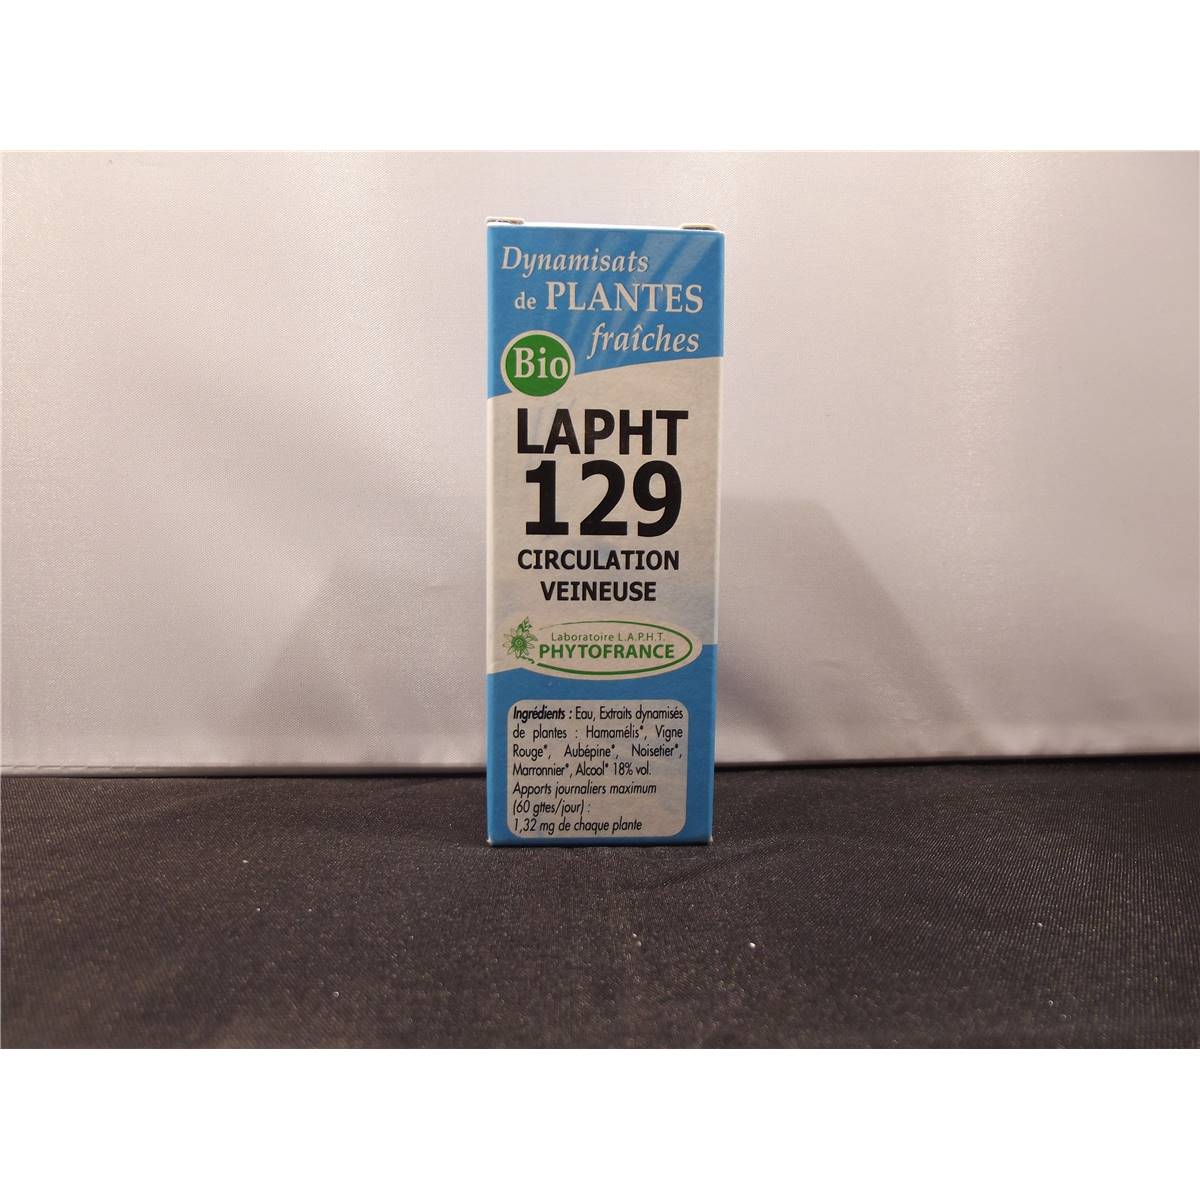 Dynamisats
de PLANTES
fraîches
Bio
LAPHT
129
CIRCULATION
VEINEUSE
Laboratoire L.A.P.H.T.
PHYTOFRANCE
Ingrédients : Eau, Extraits dynamisés
de plantes : Hamamélis*, Vigne
Rouge*, Aubépine*, Noisetier*,
Marronnier*, Alcool* 18% vol.
Apports journaliers maximum
(60 gttes/jour) :
1,32 mg de chaque plante